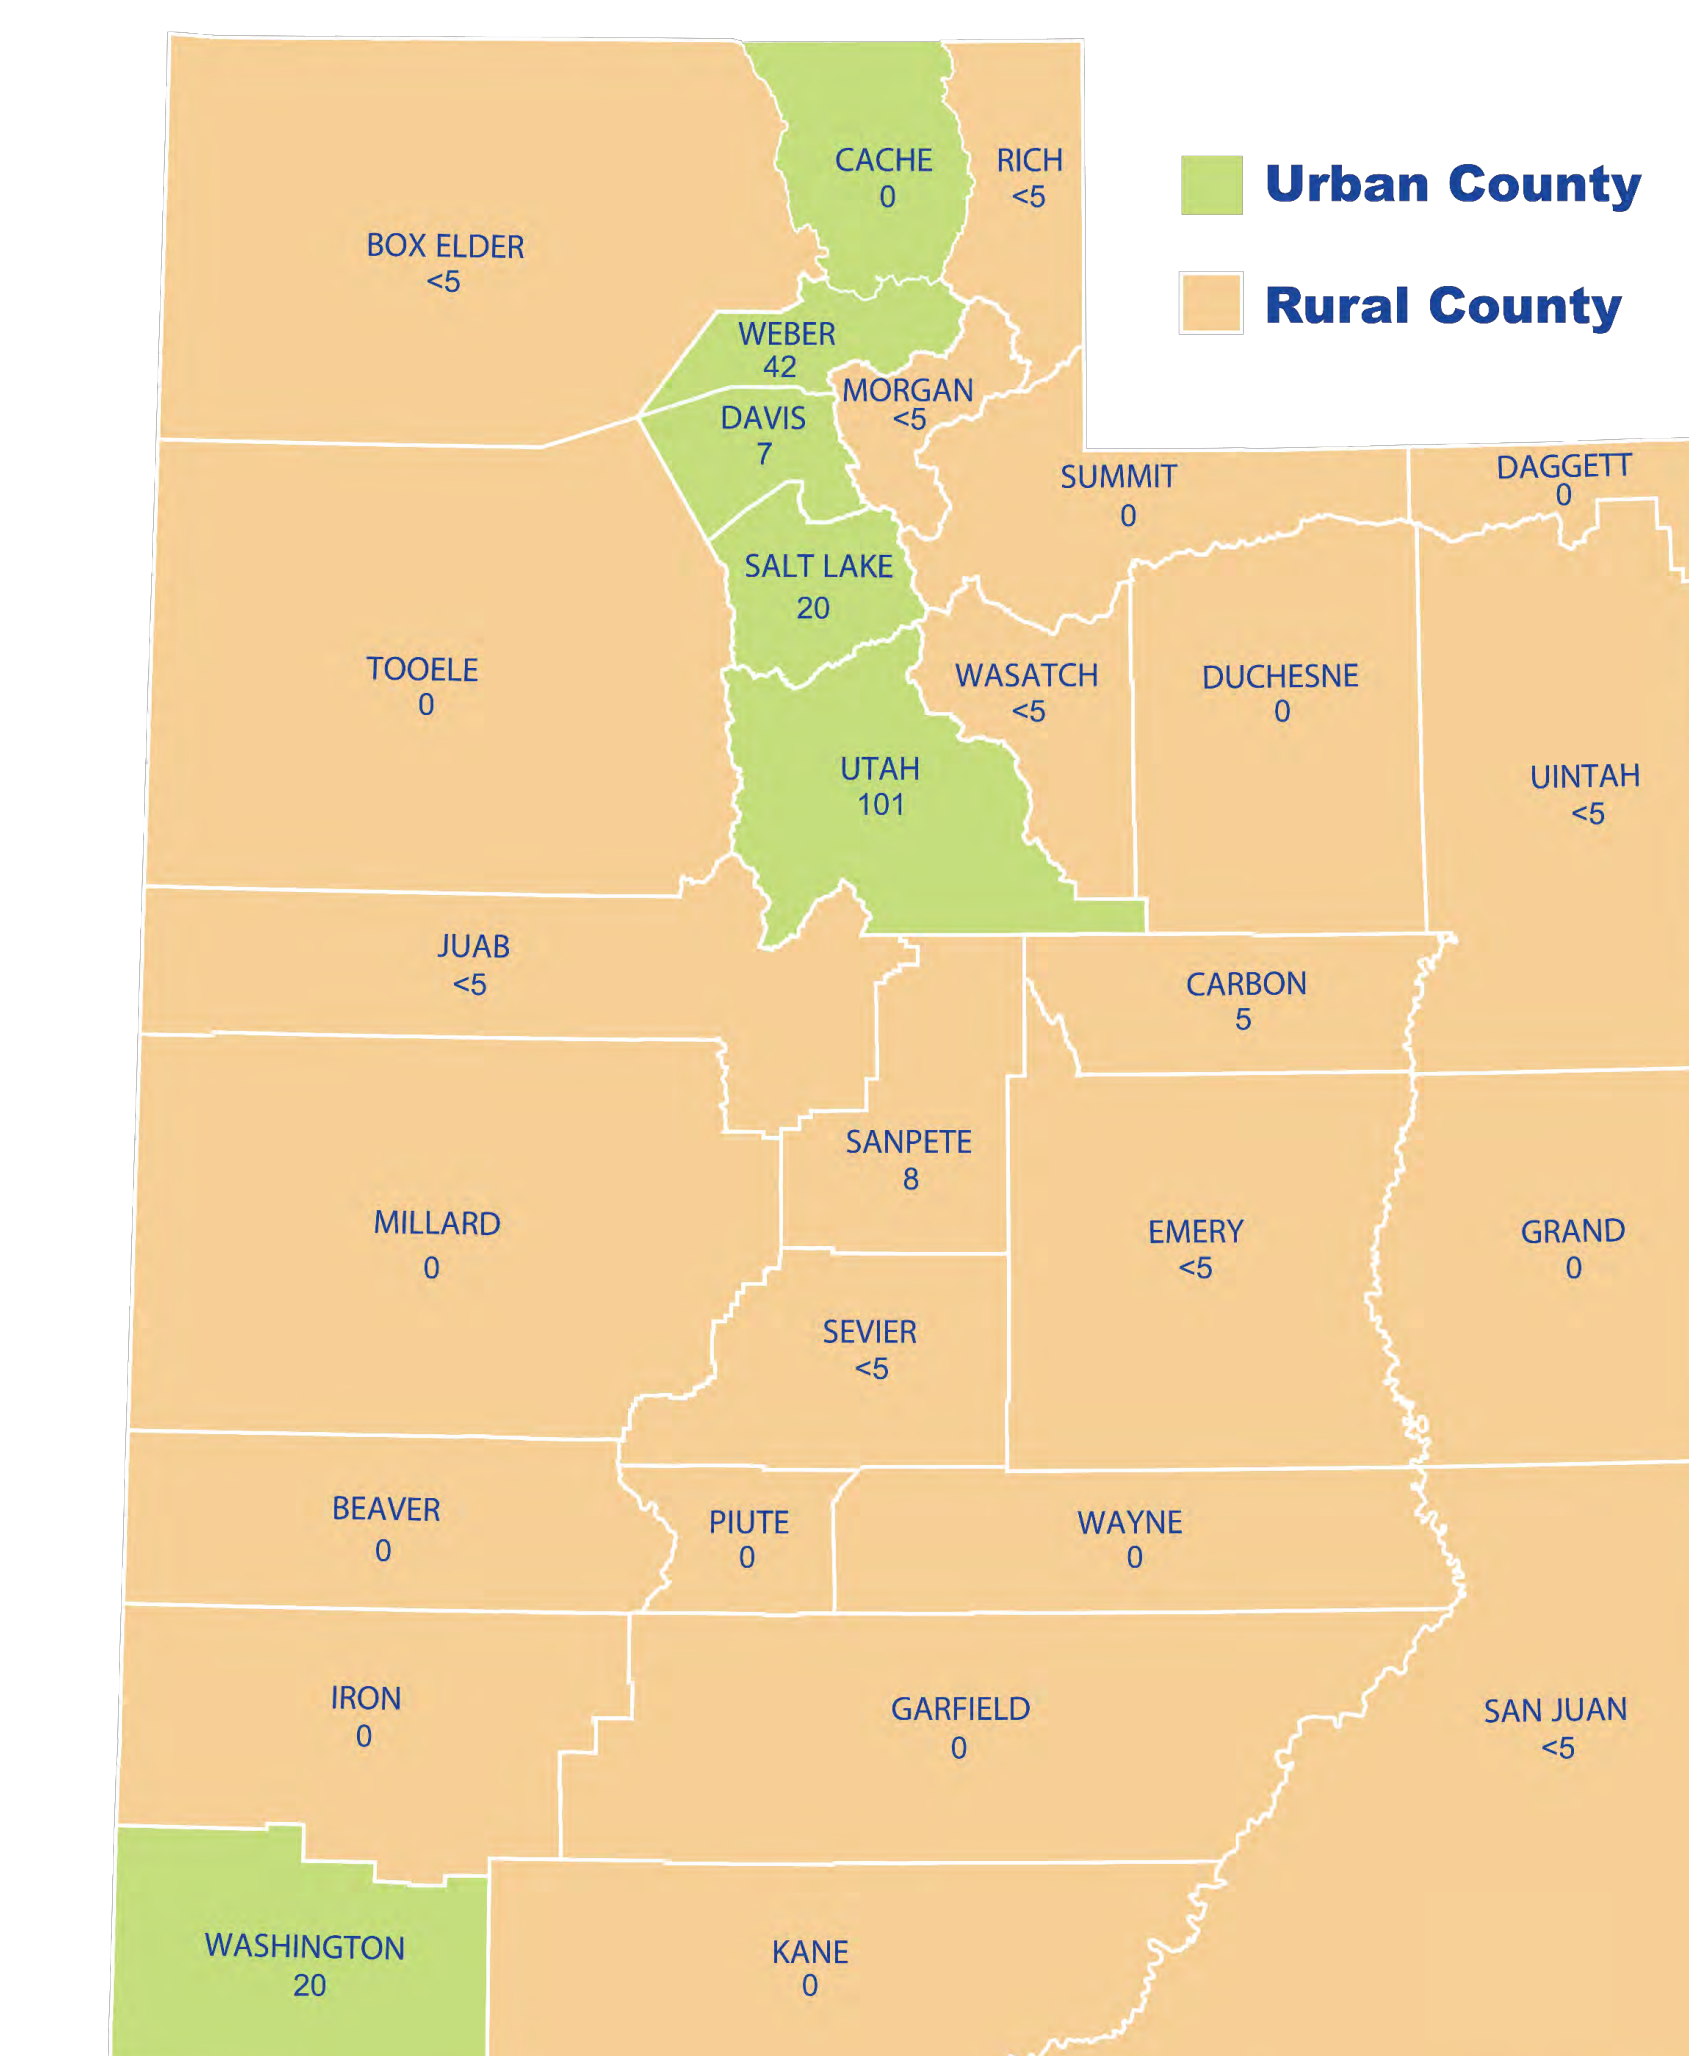 CACHE
0
RICH
<5
Urban County
BOX ELDER
<5
Rural County
WEBER
42
MORGAN
<5
DAVIS
7
SUMMIT
0
DAGGETT
0
SALT LAKE
20
TOOELE
0
WASATCH
<5
DUCHESNE
0
UTAH
101
UINTAH
<5
JUAB
<5
CARBON
5
SANPETE
8
MILLARD
0
EMERY
<5
GRAND
0
SEVIER
<5
BEAVER
0
PIUTE
0
WAYNE
0
IRON
0
GARFIELD
0
SAN JUAN
<5
WASHINGTON
20
KANE
0